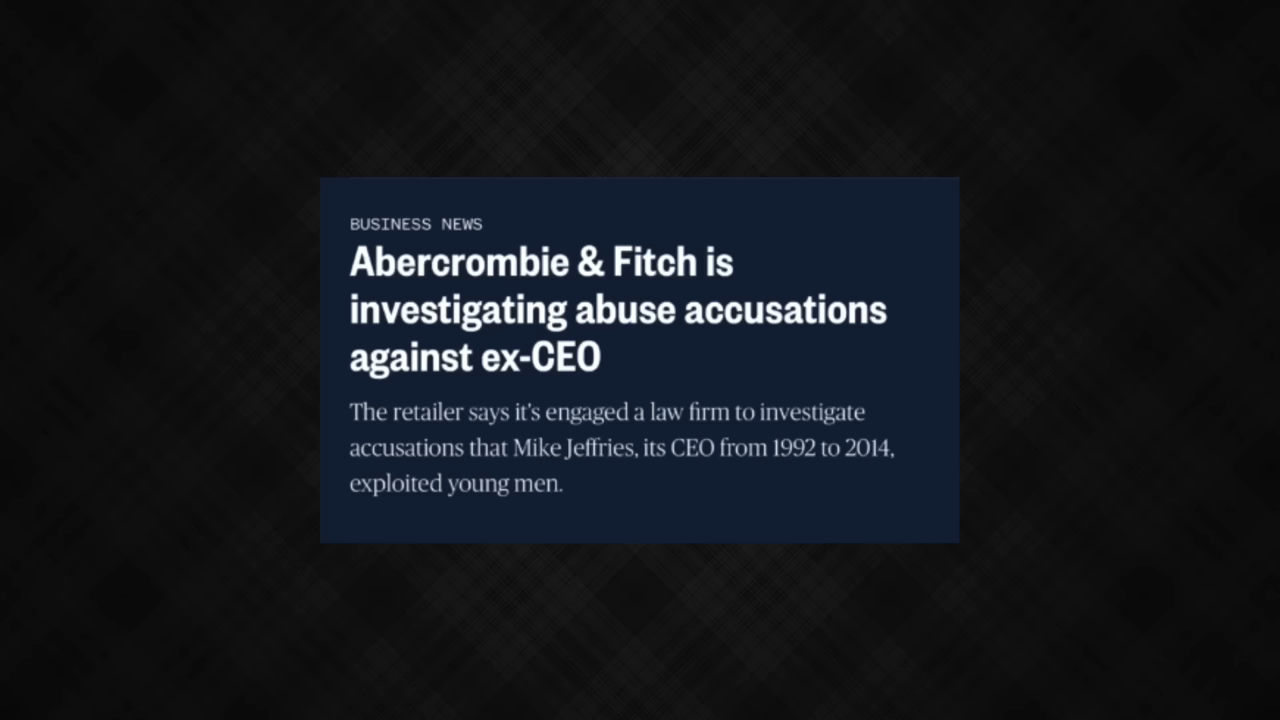 BUSINESS NEWS
Abercrombie & Fitch is
investigating abuse accusations
against ex-CEO
The retailer says it's engaged a law firm to investigate
accusations that Mike Jeffries, its CEO from 1992 to 2014,
exploited young men.